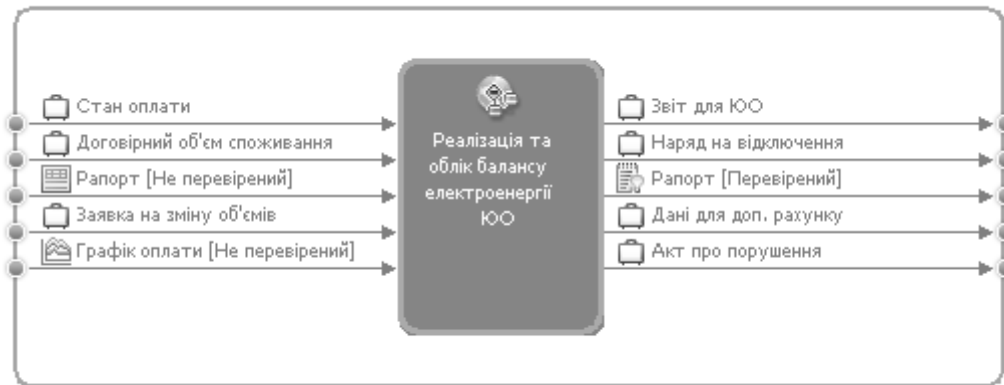 Стан оплати
Договірний об'єм споживання
Рапорт [Не перевірений]
Заявка на зміну об'ємів
Графік оплати [Не перевірений]
Реалізація та
облік балансу
електроенергії
ЮО
Звіт для ЮО
Наряд на відключення
Рапорт [Перевірений]
Дані для доп. рахунку
Акт про порушення